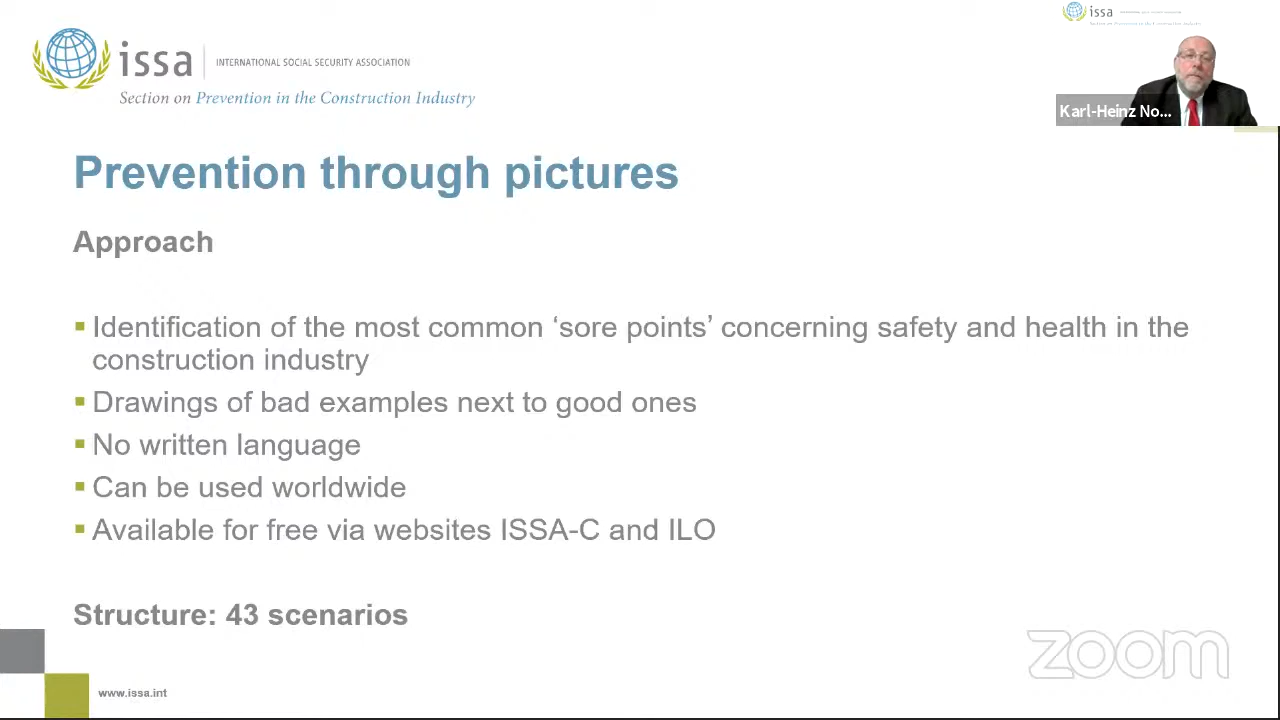 issa
INTERNATIONAL SOCIAL SECURITY ASSOCIATION
Section on Prevention in the Construction Industry
issa
Karl-Heinz No...
Prevention through pictures
Approach
Identification of the most common ‘sore points’ concerning safety and health in the
construction industry
Drawings of bad examples next to good ones
No written language
Can be used worldwide
Available for free via websites ISSA-C and ILO
Structure: 43 scenarios
zoom
www.issa.int